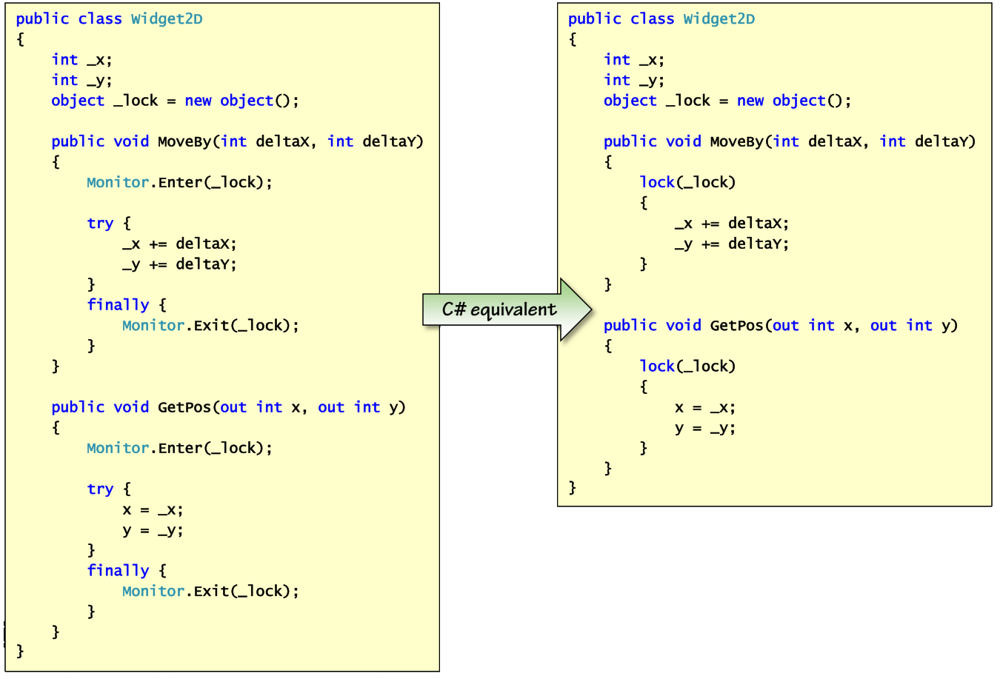 public class Widget2D
{
    int _x;
    int _y;
    object _lock = new object();

    public void MoveBy(int deltaX, int deltaY)
    {
        Monitor.Enter(_lock);

        try {
            _x += deltaX;
            _y += deltaY;
        }
        finally {
            Monitor.Exit(_lock);
        }
    }

    public void GetPos(out int x, out int y)
    {
        Monitor.Enter(_lock);

        try {
            x = _x;
            y = _y;
        }
        finally {
            Monitor.Exit(_lock);
        }
    }
}
C# equivalent
public class Widget2D
{
    int _x;
    int _y;
    object _lock = new object();

    public void MoveBy(int deltaX, int deltaY)
    {
        lock(_lock)
        {
            _x += deltaX;
            _y += deltaY;
        }
    }

    public void GetPos(out int x, out int y)
    {
        lock(_lock)
        {
            x = _x;
            y = _y;
        }
    }
}